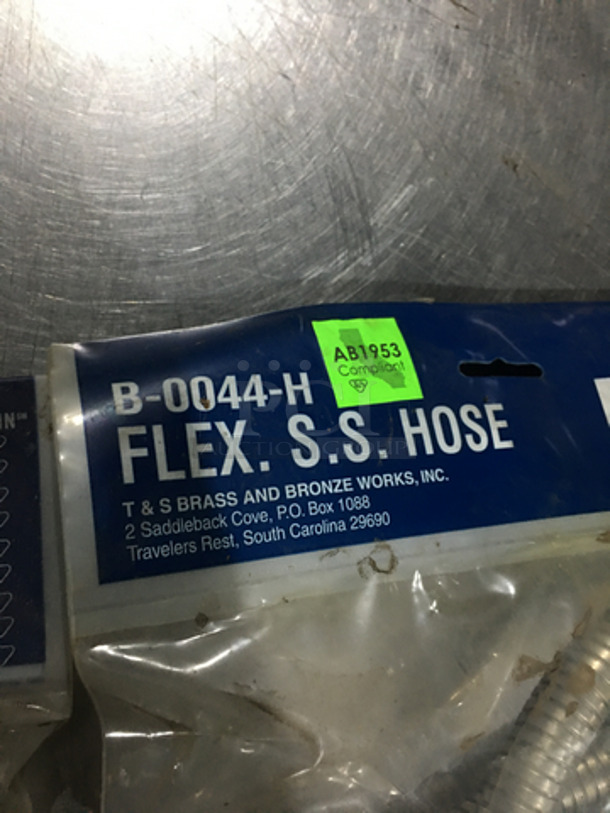 AB1953
Compliant
B-0044-H
FLEX. S.S. HOSE
T & S BRASS AND BRONZE WORKS, INC.
2 Saddleback Cove, P.O. Box 1088
Travelers Rest, South Carolina 29690
IN℠